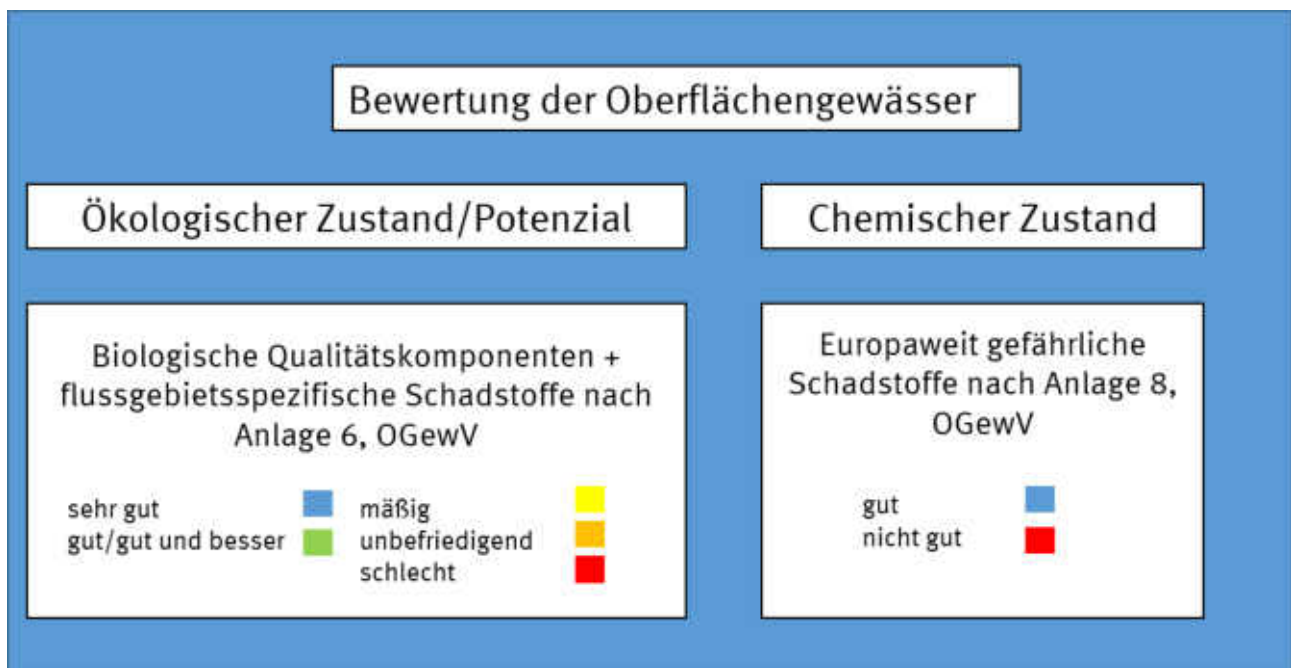 Bewertung der Oberflächengewässer
Ökologischer Zustand/Potenzial
Biologische Qualitätskomponenten +
flussgebietsspezifische Schadstoffe nach
Anlage 6, OGewV
sehr gut
gut/gut und besser
mäßig
unbefriedigend
schlecht
Chemischer Zustand
Europaweit gefährliche
Schadstoffe nach Anlage 8,
OGewV
gut
nicht gut